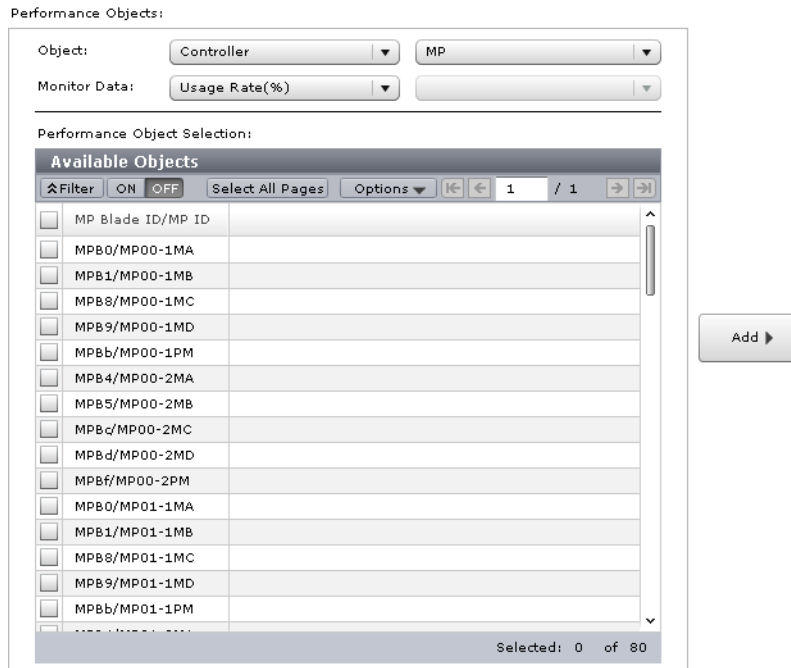 Performance Objects:
Object: Controller MP
Monitor Data: Usage Rate(%)
Performance Object Selection:
Available Objects
Filter ON OFF Select All Pages Options 1 / 1
MP Blade ID/MP ID
MPB0/MP00-1MA
MPB1/MP00-1MB
MPB8/MP00-1MC
MPB9/MP00-1MD
Add
MPBb/MP00-1PM
MPB4/MP00-2MA
MPB5/MP00-2MB
MPBc/MP00-2MC
MPBd/MP00-2MD
MPBf/MP00-2PM
MPB0/MP01-1MA
MPB1/MP01-1MB
MPB8/MP01-1MC
MPB9/MP01-1MD
MPBb/MP01-1PM
Selected: 0 of 80